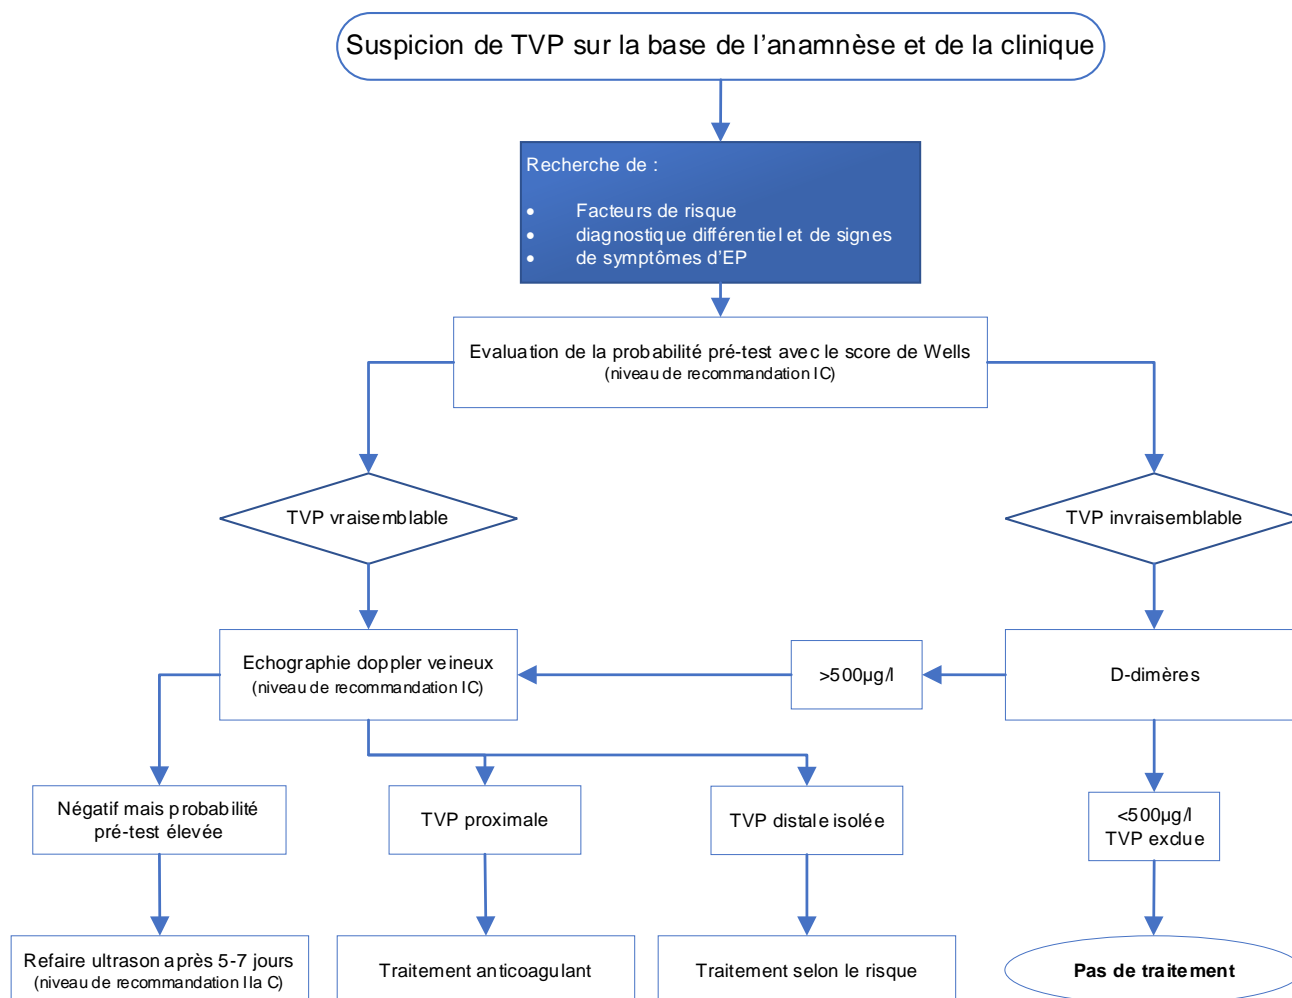 Suspicion de TVP sur la base de l'anamnèse et de la clinique
Recherche de :
• Facteurs de risque
• diagnostique différentiel et de signes
• de symptômes d'EP
Evaluation de la probabilité pré-test avec le score de Wells
(niveau de recommandation IC)
TVP vraisemblable
TVP invraisemblable
Echographie doppler veineux
(niveau de recommandation IC)
>500µg/l
D-dimères
Négatif mais probabilité
pré-test élevée
TVP proximale
TVP distale isolée
<500µg/l
TVP exclue
Refaire ultrason après 5-7 jours
(niveau de recommandation IIa C)
Traitement anticoagulant
Traitement selon le risque
Pas de traitement